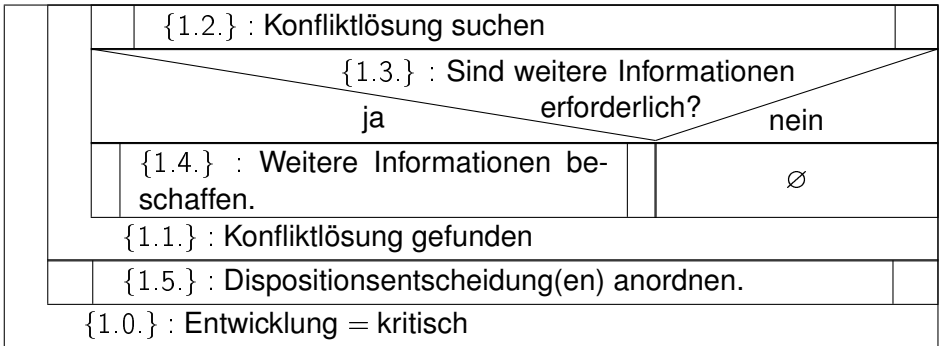 {1.2.} : Konfliktlösung suchen
{1.3.} : Sind weitere Informationen
erforderlich?
ja
nein
{1.4.} : Weitere Informationen be-
schaffen.
∅
{1.1.} : Konfliktlösung gefunden
{1.5.} : Dispositionsentscheidung(en) anordnen.
{1.0.} : Entwicklung = kritisch